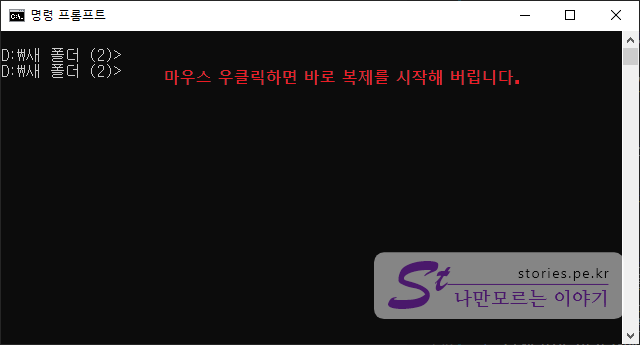 명령 프롬프트
D:₩새 폴더 (2)>
D:₩새 폴더 (2)>
마우스 우클릭하면 바로 복제를 시작해 버립니다.
St
stories.pe.kr
나만모르는 이야기